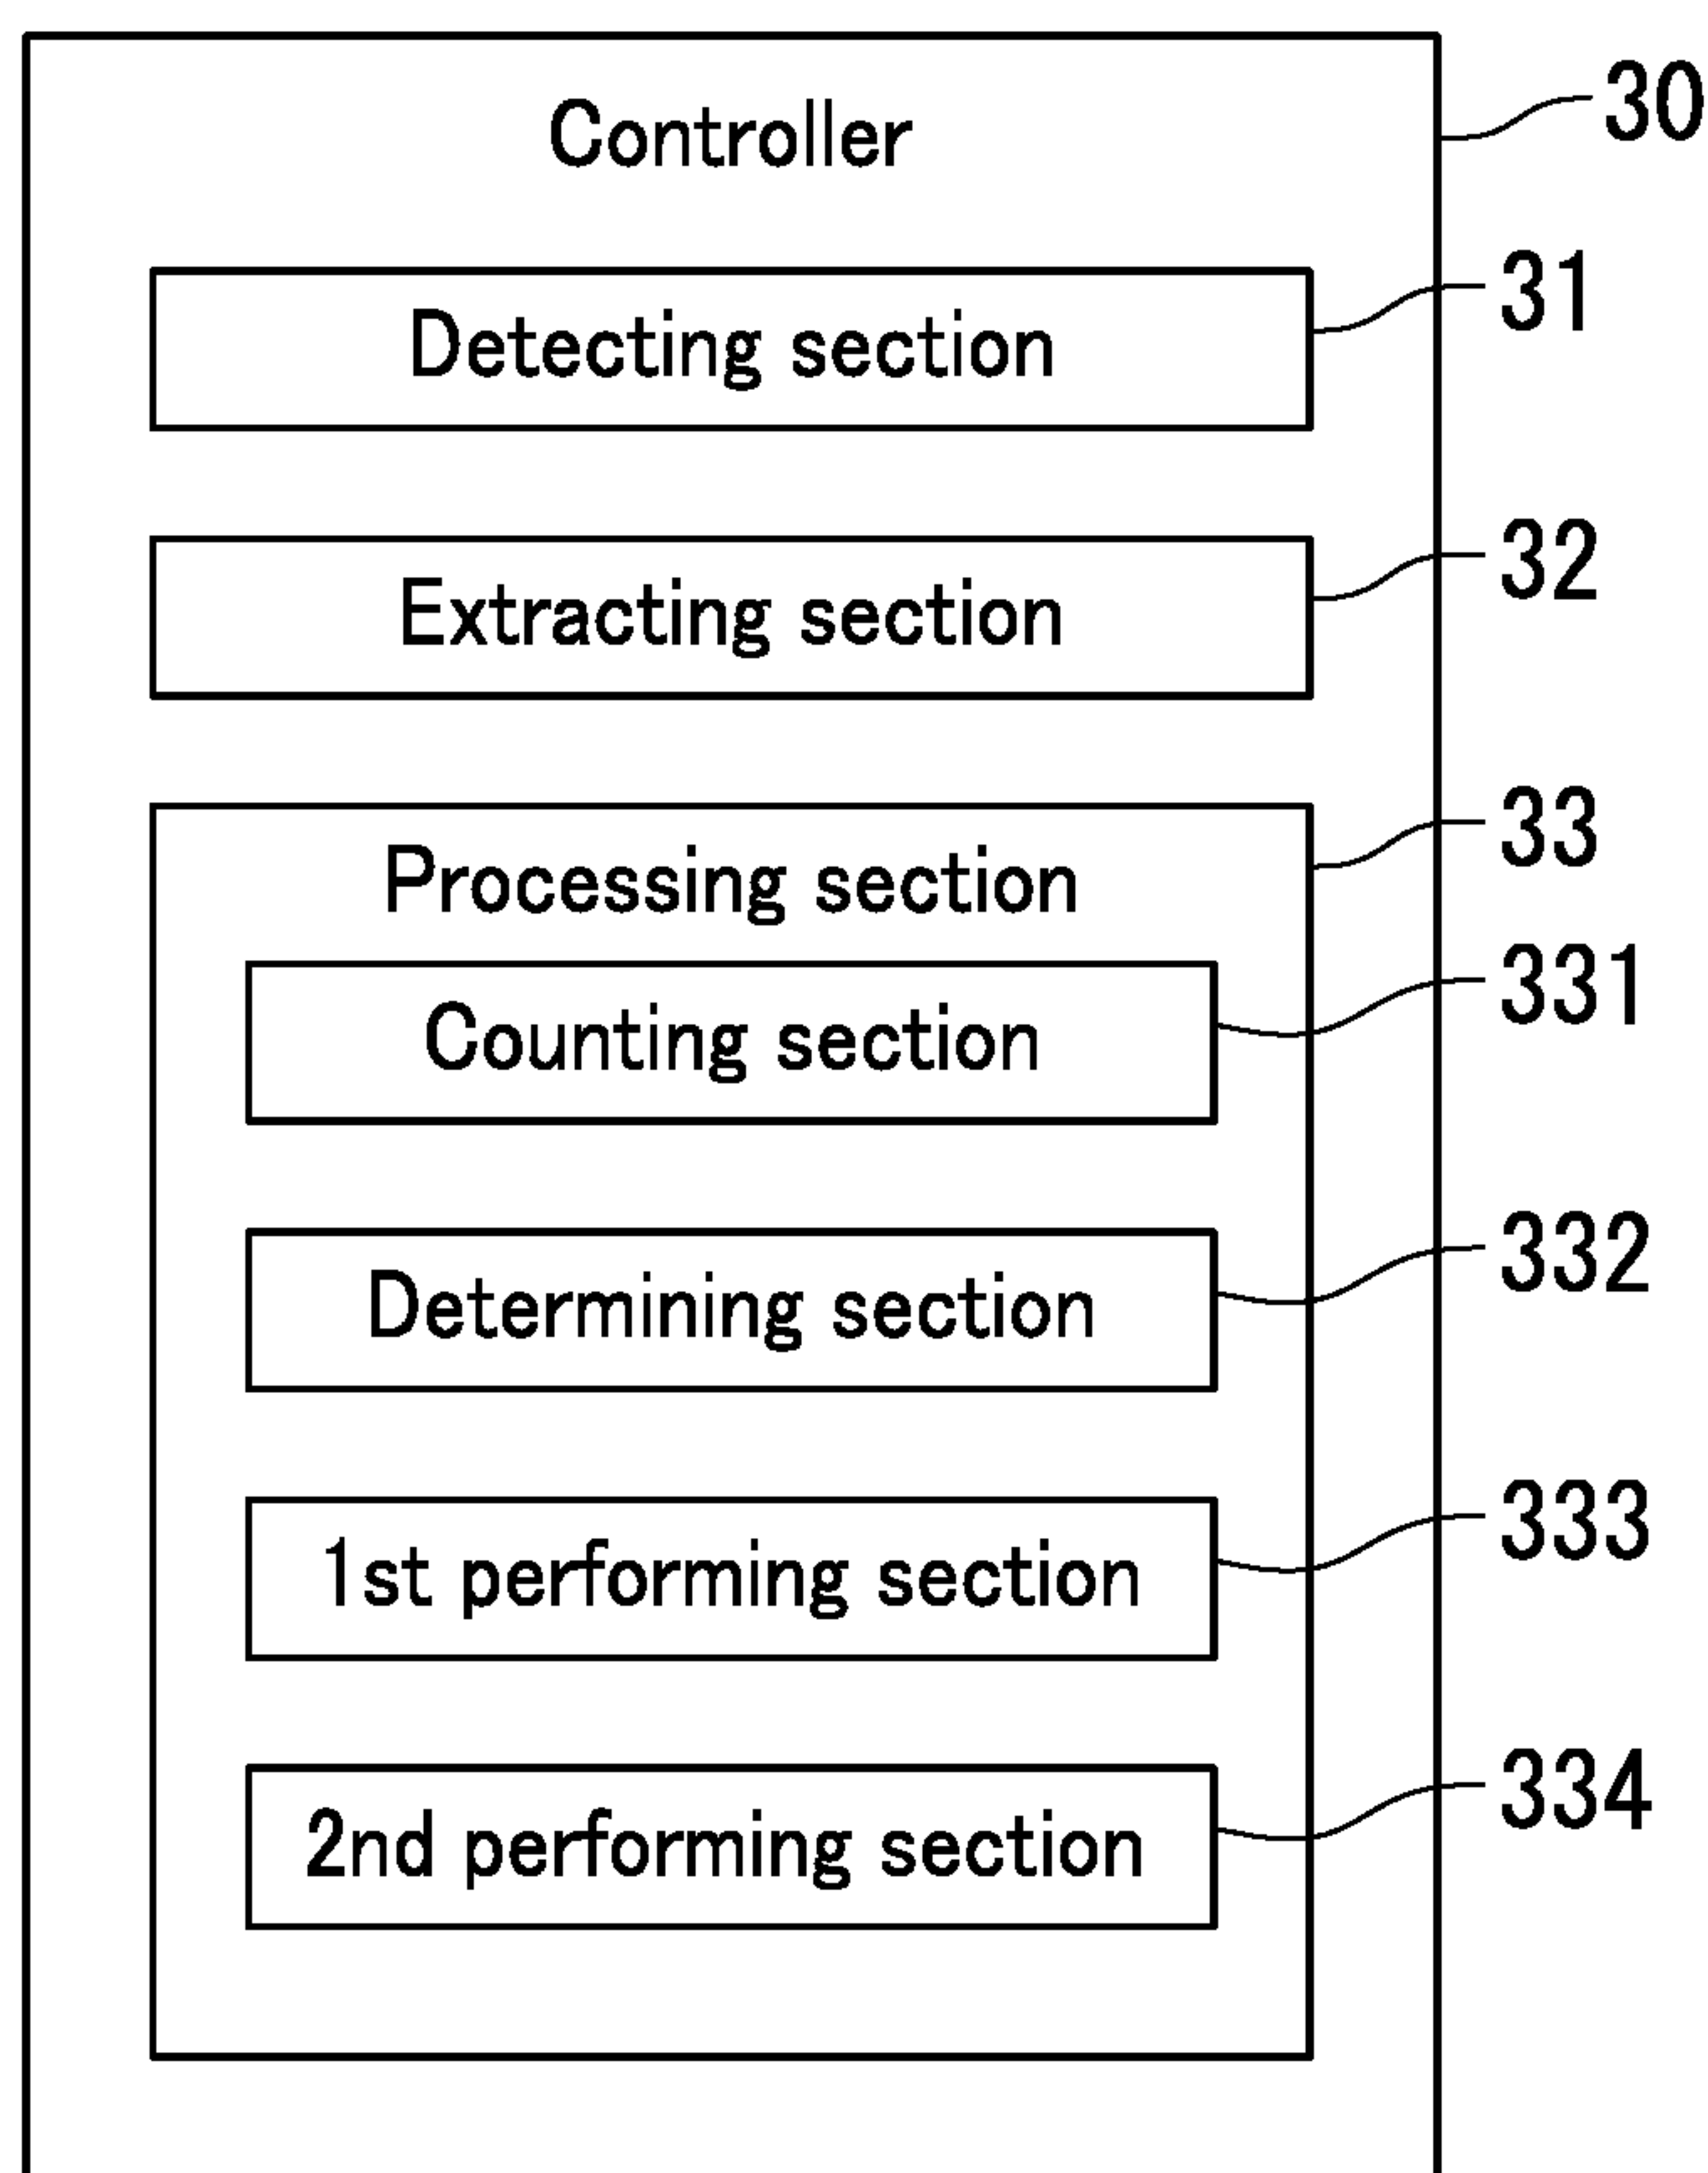 Controller
30
Detecting section
31
Extracting section
32
Processing section
33
Counting section
331
Determining section
332
1st performing section
333
2nd performing section
334